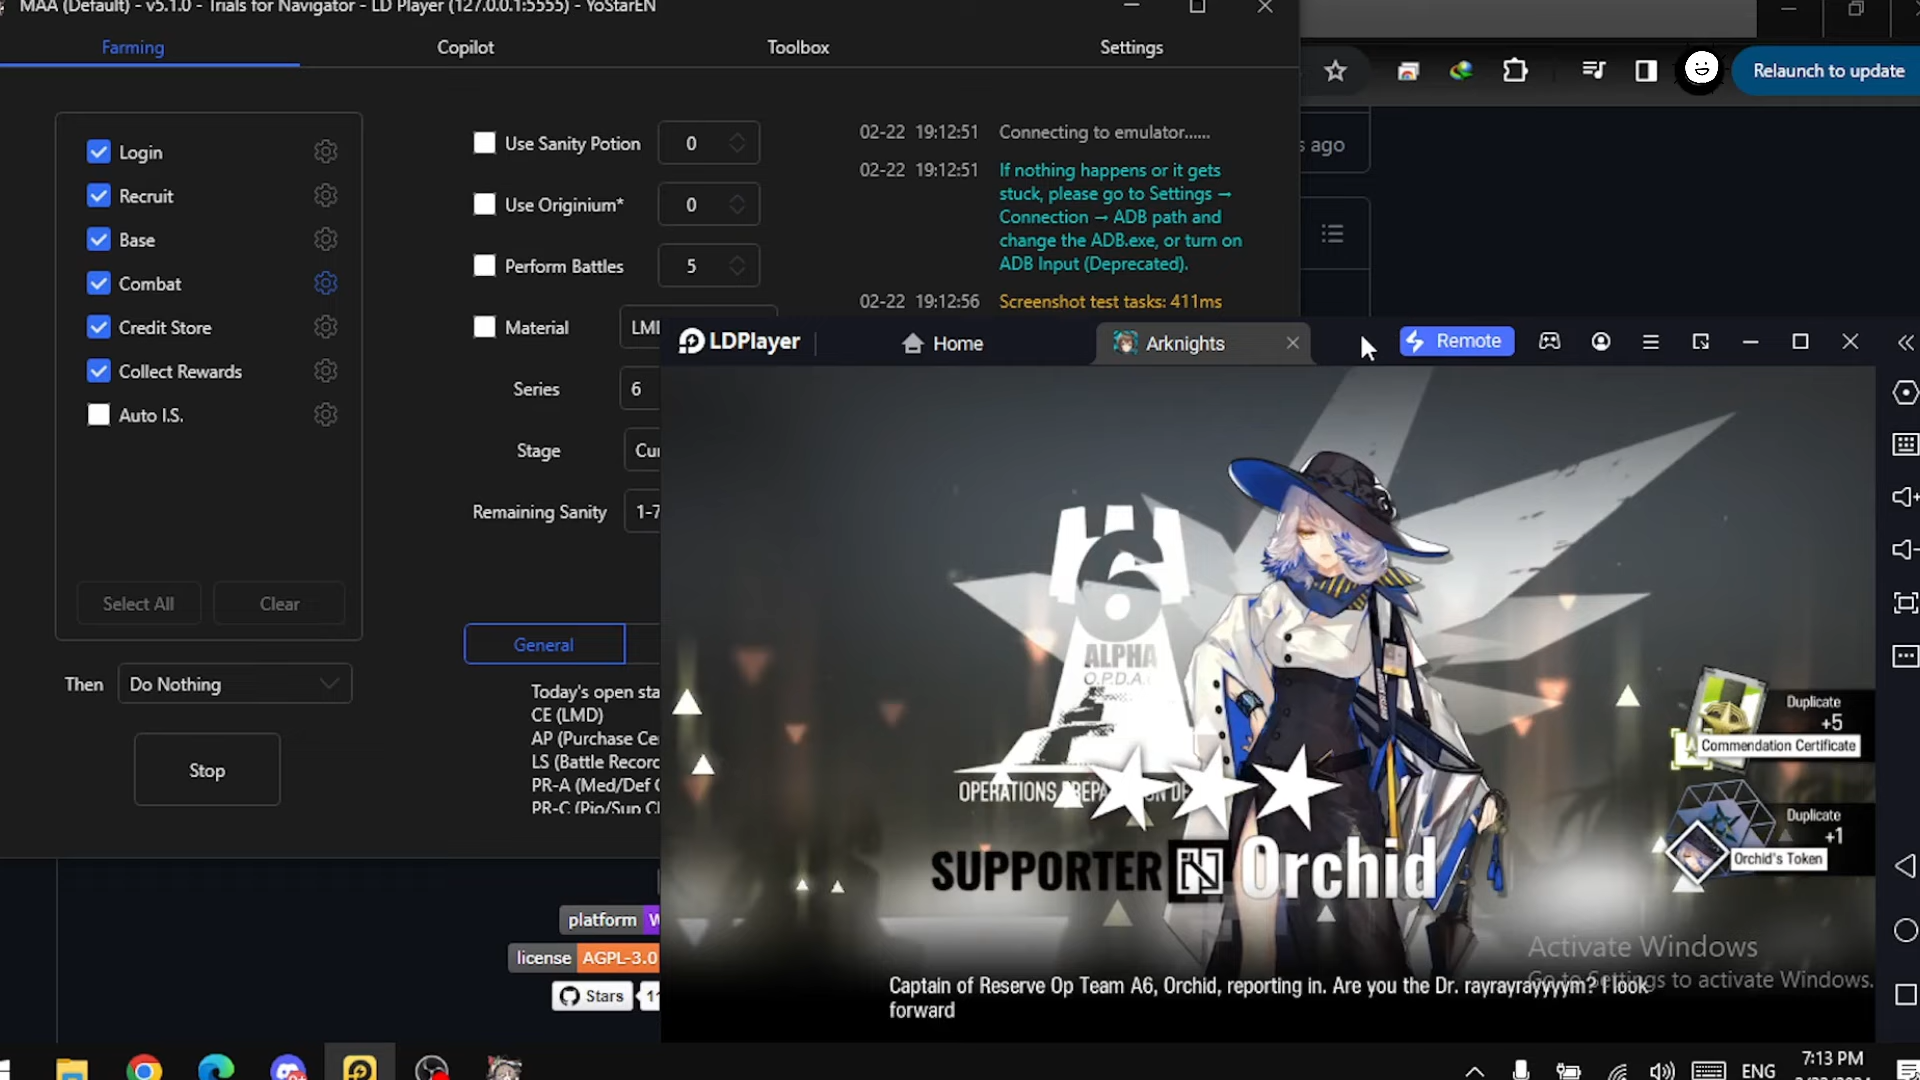 MAA (Default) - v5.1.0 - Trials for Navigator - LD Player (127.0.0.1:5555) - YoStarEN
Farming
Copilot
Toolbox
Settings
Relaunch to update
Login
Recruit
Base
Combat
Credit Store
Collect Rewards
Auto I.S.
Select All
Clear
Then
Do Nothing
Stop
Use Sanity Potion
0
Use Originium*
0
Perform Battles
5
Material
LMD
Series
6
Stage
Cu
Remaining Sanity
1-7
General
Today's open sta
CE (LMD)
AP (Purchase Ce
LS (Battle Record
PR-A (Med/Def
PR-C (Pio/Sup
02-22 19:12:51 Connecting to emulator......
02-22 19:12:51 If nothing happens or it gets
stuck, please go to Settings →
Connection → ADB path and
change the ADB.exe, or turn on
ADB Input (Deprecated).
02-22 19:12:56 Screenshot test tasks: 411ms
s ago
LDPlayer
Home
Arknights
Remote
6
ALPHA
O.P.D.A
OPERATIONS
SUPPORTER Orchid
Duplicate
+5
Commendation Certificate
Duplicate
+1
Orchid's Token
Captain of Reserve Op Team A6, Orchid, reporting in. Are you the Dr. rayrayrayyyym? I look
forward
Activate Windows
Go to Settings to activate Windows.
platform
license AGPL-3.0
Stars
ENG
7:13 PM